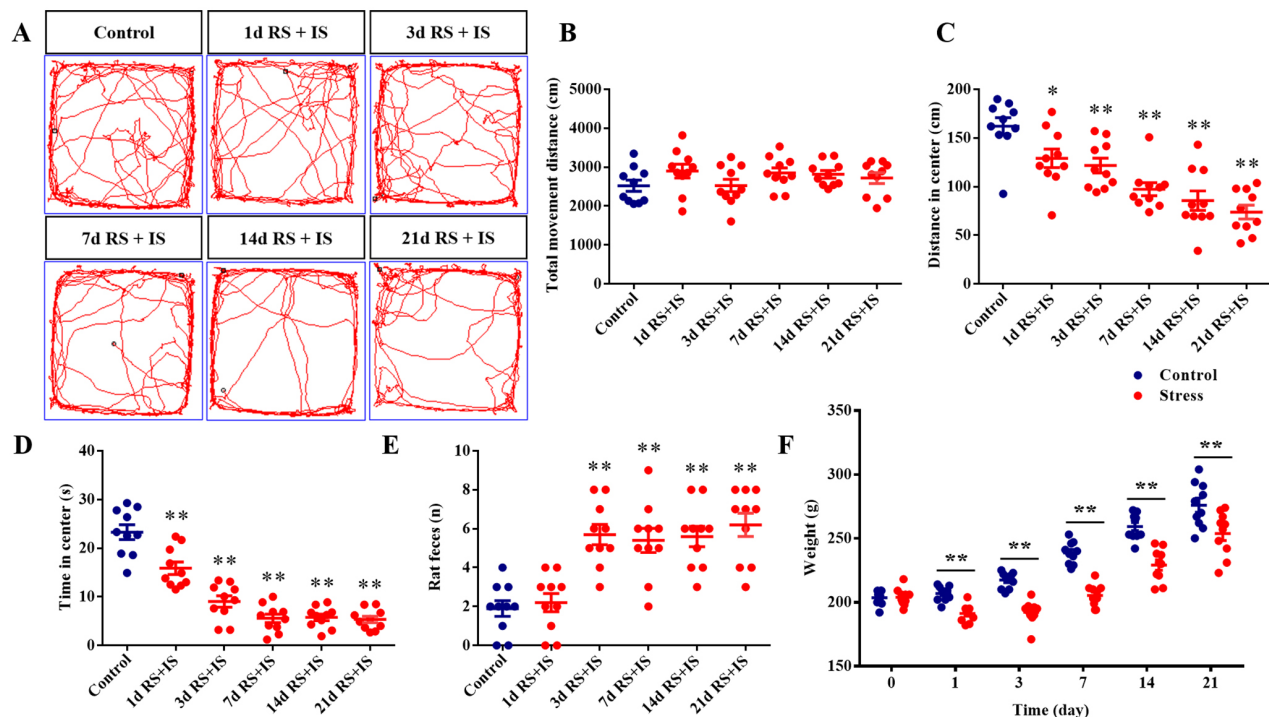 A
Control
1d RS + IS
3d RS + IS
7d RS + IS
14d RS + IS
21d RS + IS
B
Total movement distance (cm)
5000
4000
3000
2000
1000
0
Control
1d RS+IS
3d RS+IS
7d RS+IS
14d RS+IS
21d RS+IS
C
Distance in center (cm)
200
150
100
50
0
*
**
**
**
**
Control
1d RS+IS
3d RS+IS
7d RS+IS
14d RS+IS
21d RS+IS
D
Time in center (s)
40
30
20
10
0
**
**
**
**
**
Control
1d RS+IS
3d RS+IS
7d RS+IS
14d RS+IS
21d RS+IS
E
Rat feces (n)
10
8
6
4
2
0
**
**
**
**
Control
1d RS+IS
3d RS+IS
7d RS+IS
14d RS+IS
21d RS+IS
Control
Stress
F
Weight (g)
350
300
250
200
150
**
**
**
**
**
0
1
3
7
14
21
Time (day)